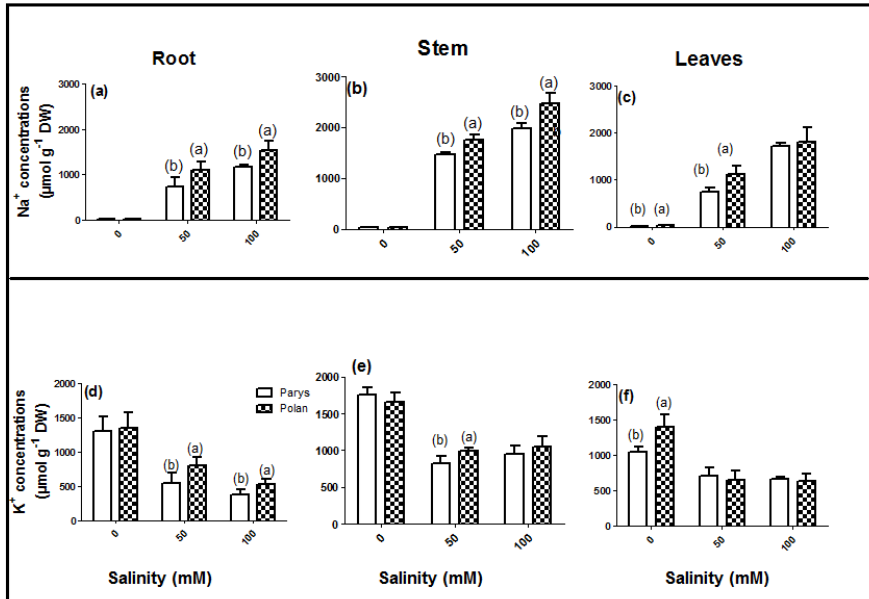 Root
Stem
Leaves
Na⁺ concentrations
(µmol g⁻¹ DW)
(a)
3000
2000
1000
0
(b) (a)
(b) (a)
0
50
100
(b)
3000
2000
1000
0
(b) (a)
(b) (a)
0
50
100
(c)
3000
2000
1000
0
(b) (a)
(b) (a)
0
50
100
K⁺ concentrations
(µmol g⁻¹ DW)
(d)
2000
1500
1000
500
0
(b) (a)
(b) (a)
0
50
100
Parys
Polan
(e)
2000
1500
1000
500
0
(b) (a)
0
50
100
(f)
2000
1500
1000
500
0
(b) (a)
0
50
100
Salinity (mM)
Salinity (mM)
Salinity (mM)